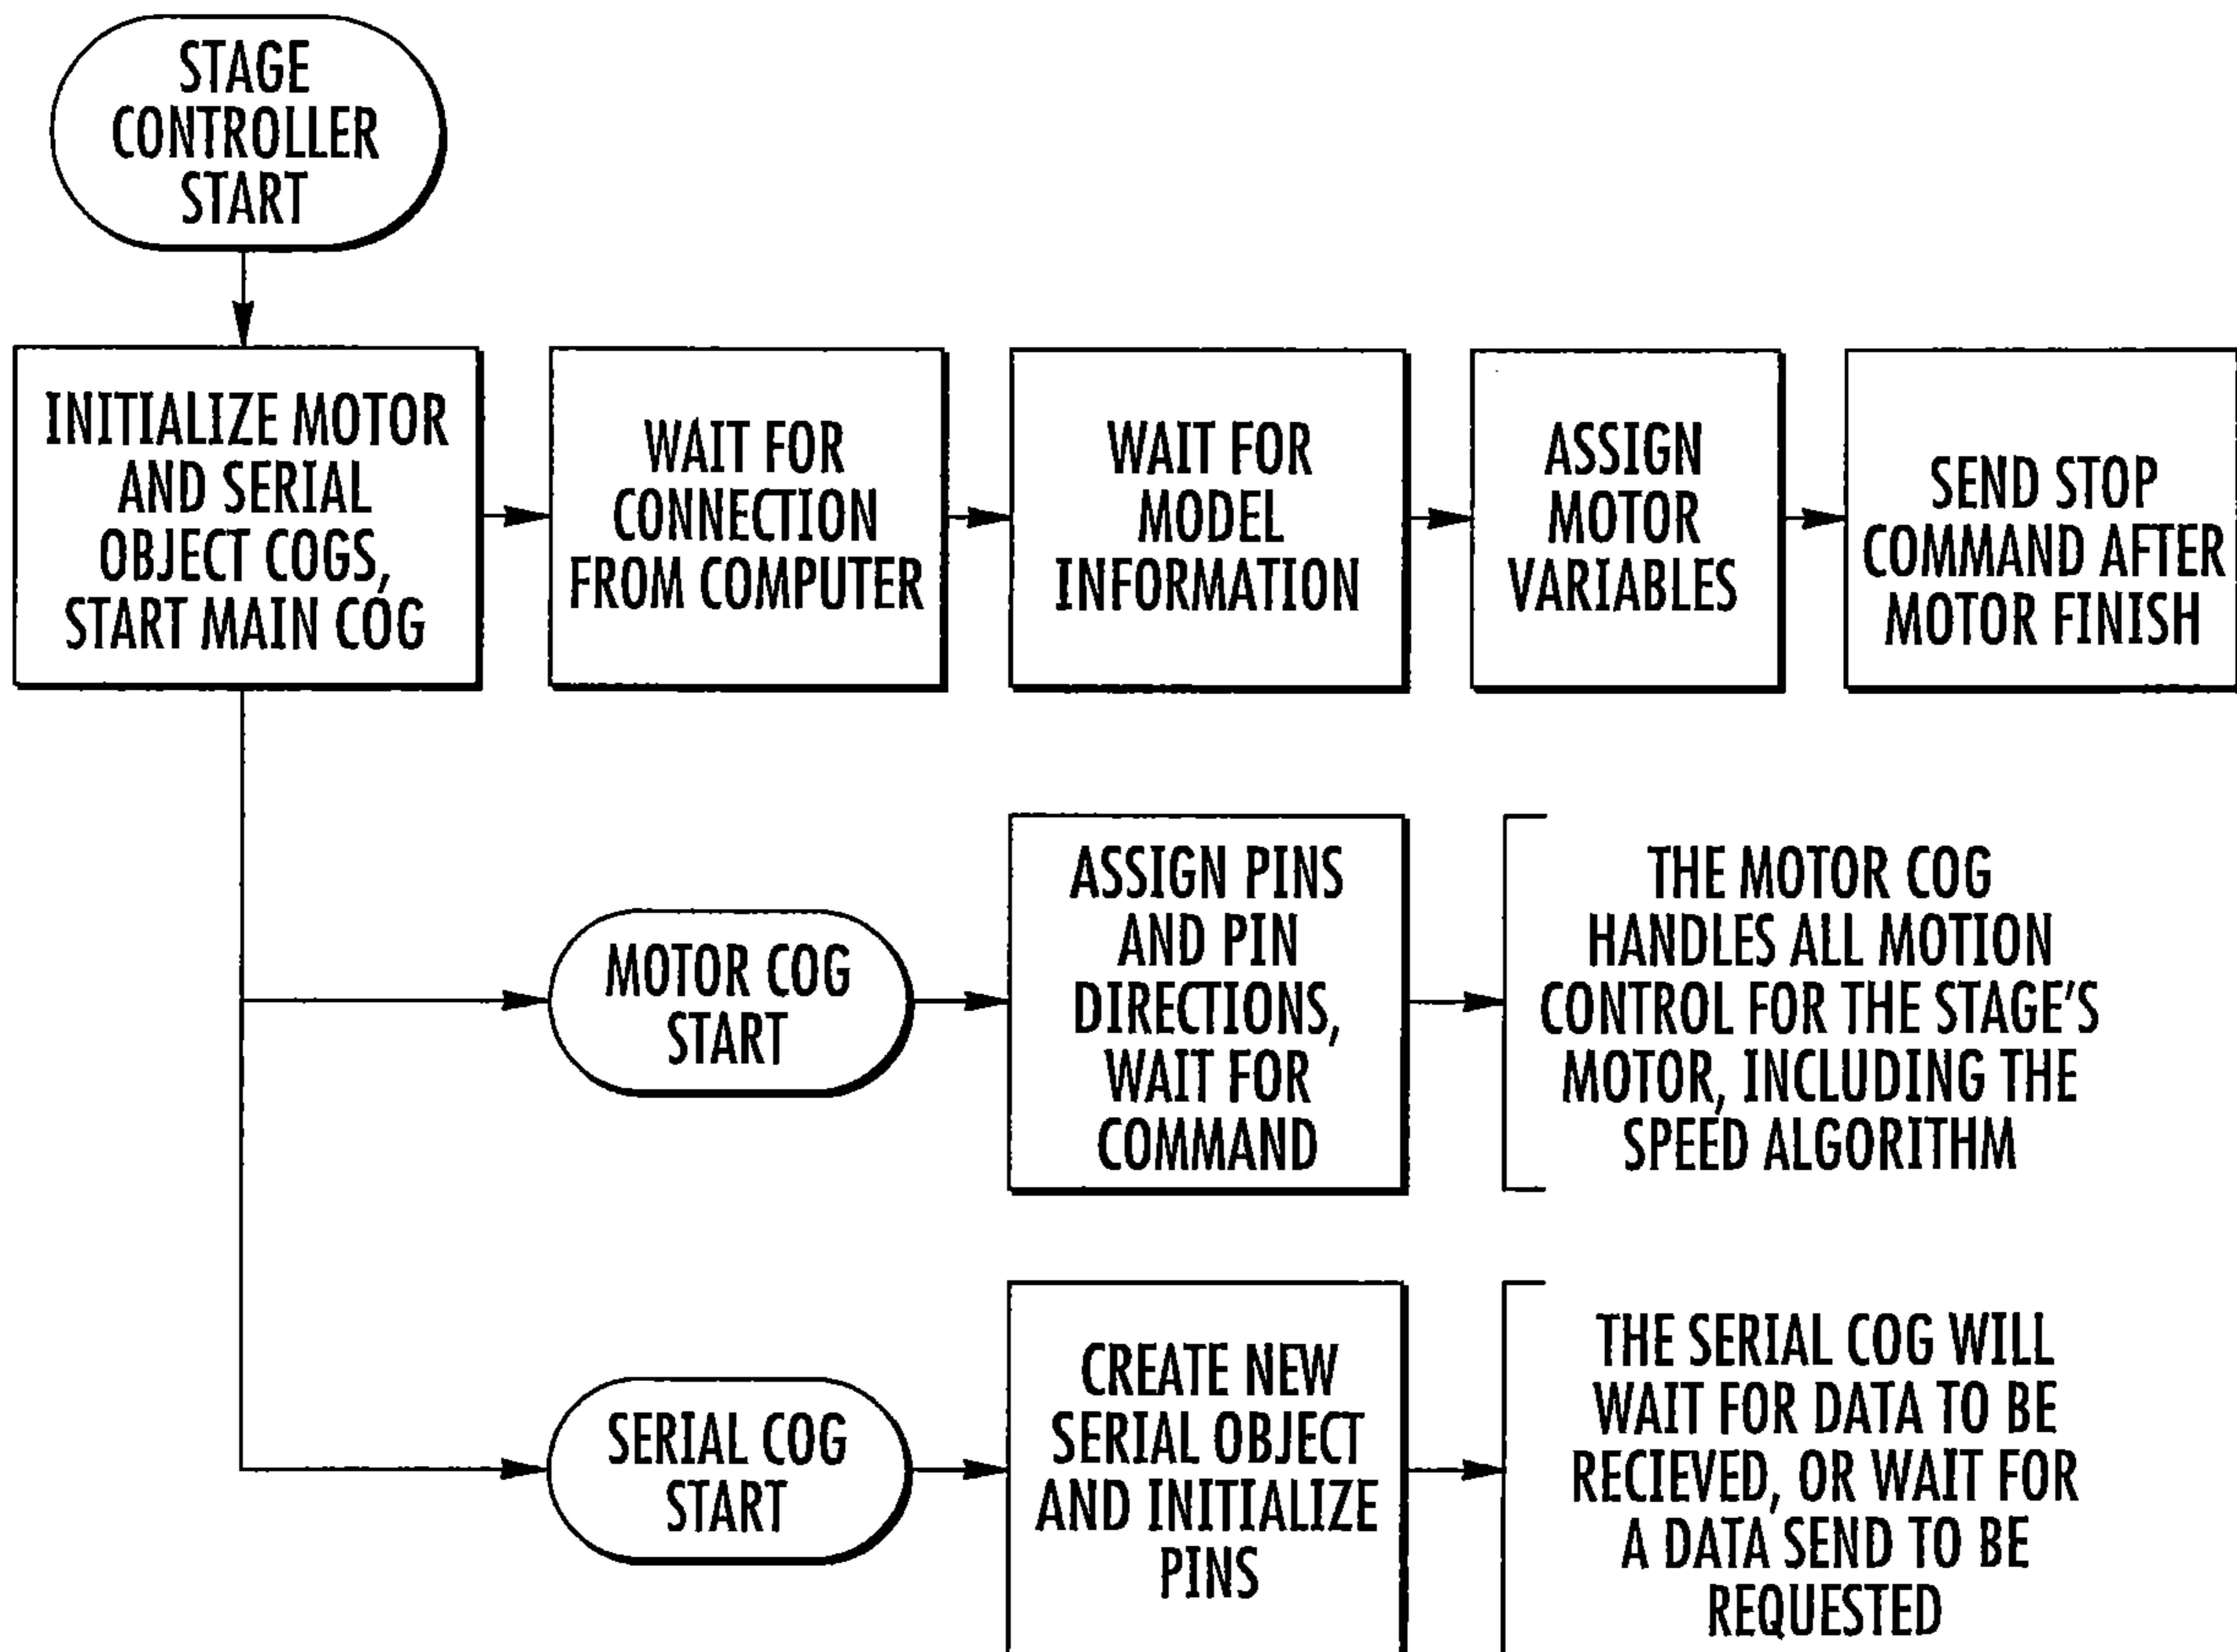 STAGE
CONTROLLER
START
INITIALIZE MOTOR
AND SERIAL
OBJECT COGS,
START MAIN COG
WAIT FOR
CONNECTION
FROM COMPUTER
WAIT FOR
MODEL
INFORMATION
ASSIGN
MOTOR
VARIABLES
SEND STOP
COMMAND AFTER
MOTOR FINISH
MOTOR COG
START
ASSIGN PINS
AND PIN
DIRECTIONS,
WAIT FOR
COMMAND
THE MOTOR COG
HANDLES ALL MOTION
CONTROL FOR THE STAGE'S
MOTOR, INCLUDING THE
SPEED ALGORITHM
SERIAL COG
START
CREATE NEW
SERIAL OBJECT
AND INITIALIZE
PINS
THE SERIAL COG WILL
WAIT FOR DATA TO BE
RECIEVED, OR WAIT FOR
A DATA SEND TO BE
REQUESTED